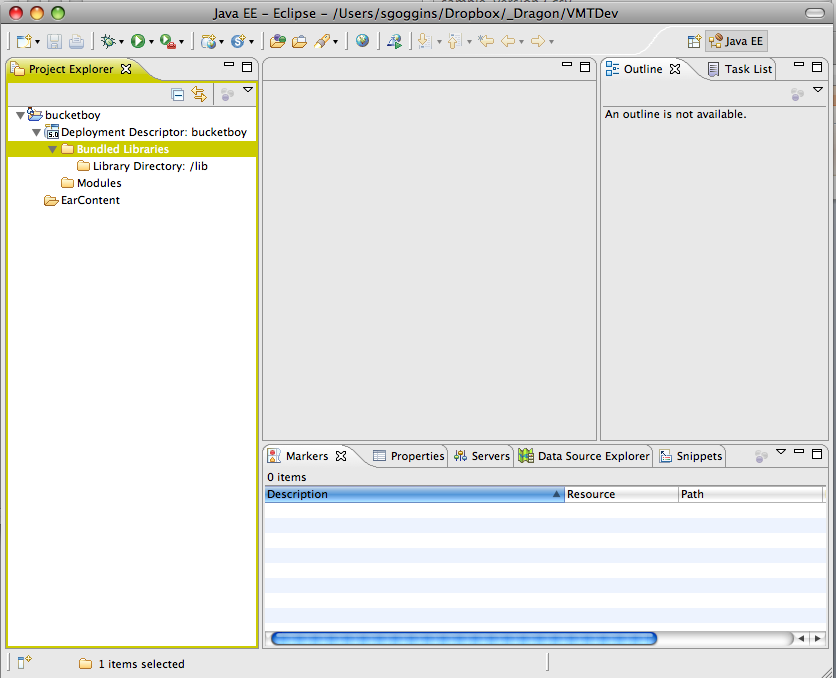 Java EE - Eclipse - /Users/sgoggins/Dropbox/_Dragon/VMTDev
Java EE
Project Explorer
bucketboy
Deployment Descriptor: bucketboy
Bundled Libraries
Library Directory: /lib
Modules
EarContent
Outline Task List
An outline is not available.
Markers Properties Servers Data Source Explorer Snippets
0 items
Description Resource Path
1 items selected